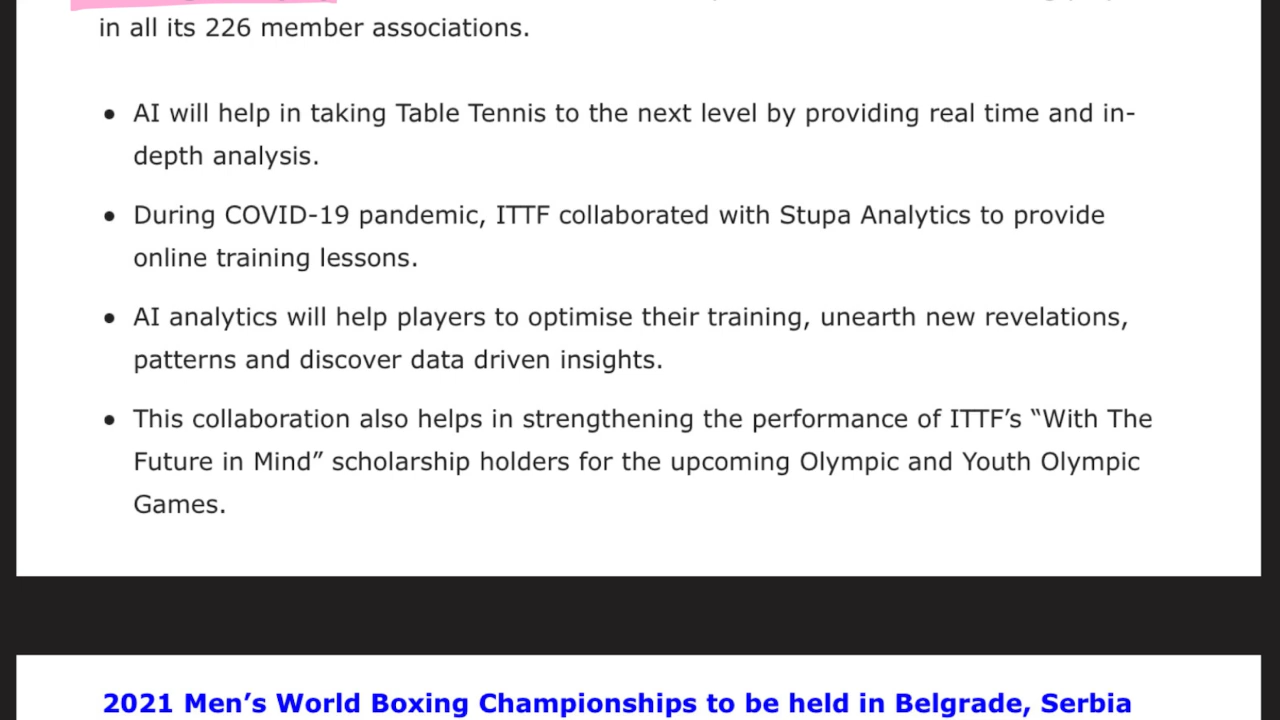 in all its 226 member associations.
• AI will help in taking Table Tennis to the next level by providing real time and in-
depth analysis.
• During COVID-19 pandemic, ITTF collaborated with Stupa Analytics to provide
online training lessons.
• AI analytics will help players to optimise their training, unearth new revelations,
patterns and discover data driven insights.
• This collaboration also helps in strengthening the performance of ITTF’s “With The
Future in Mind” scholarship holders for the upcoming Olympic and Youth Olympic
Games.
2021 Men’s World Boxing Championships to be held in Belgrade, Serbia